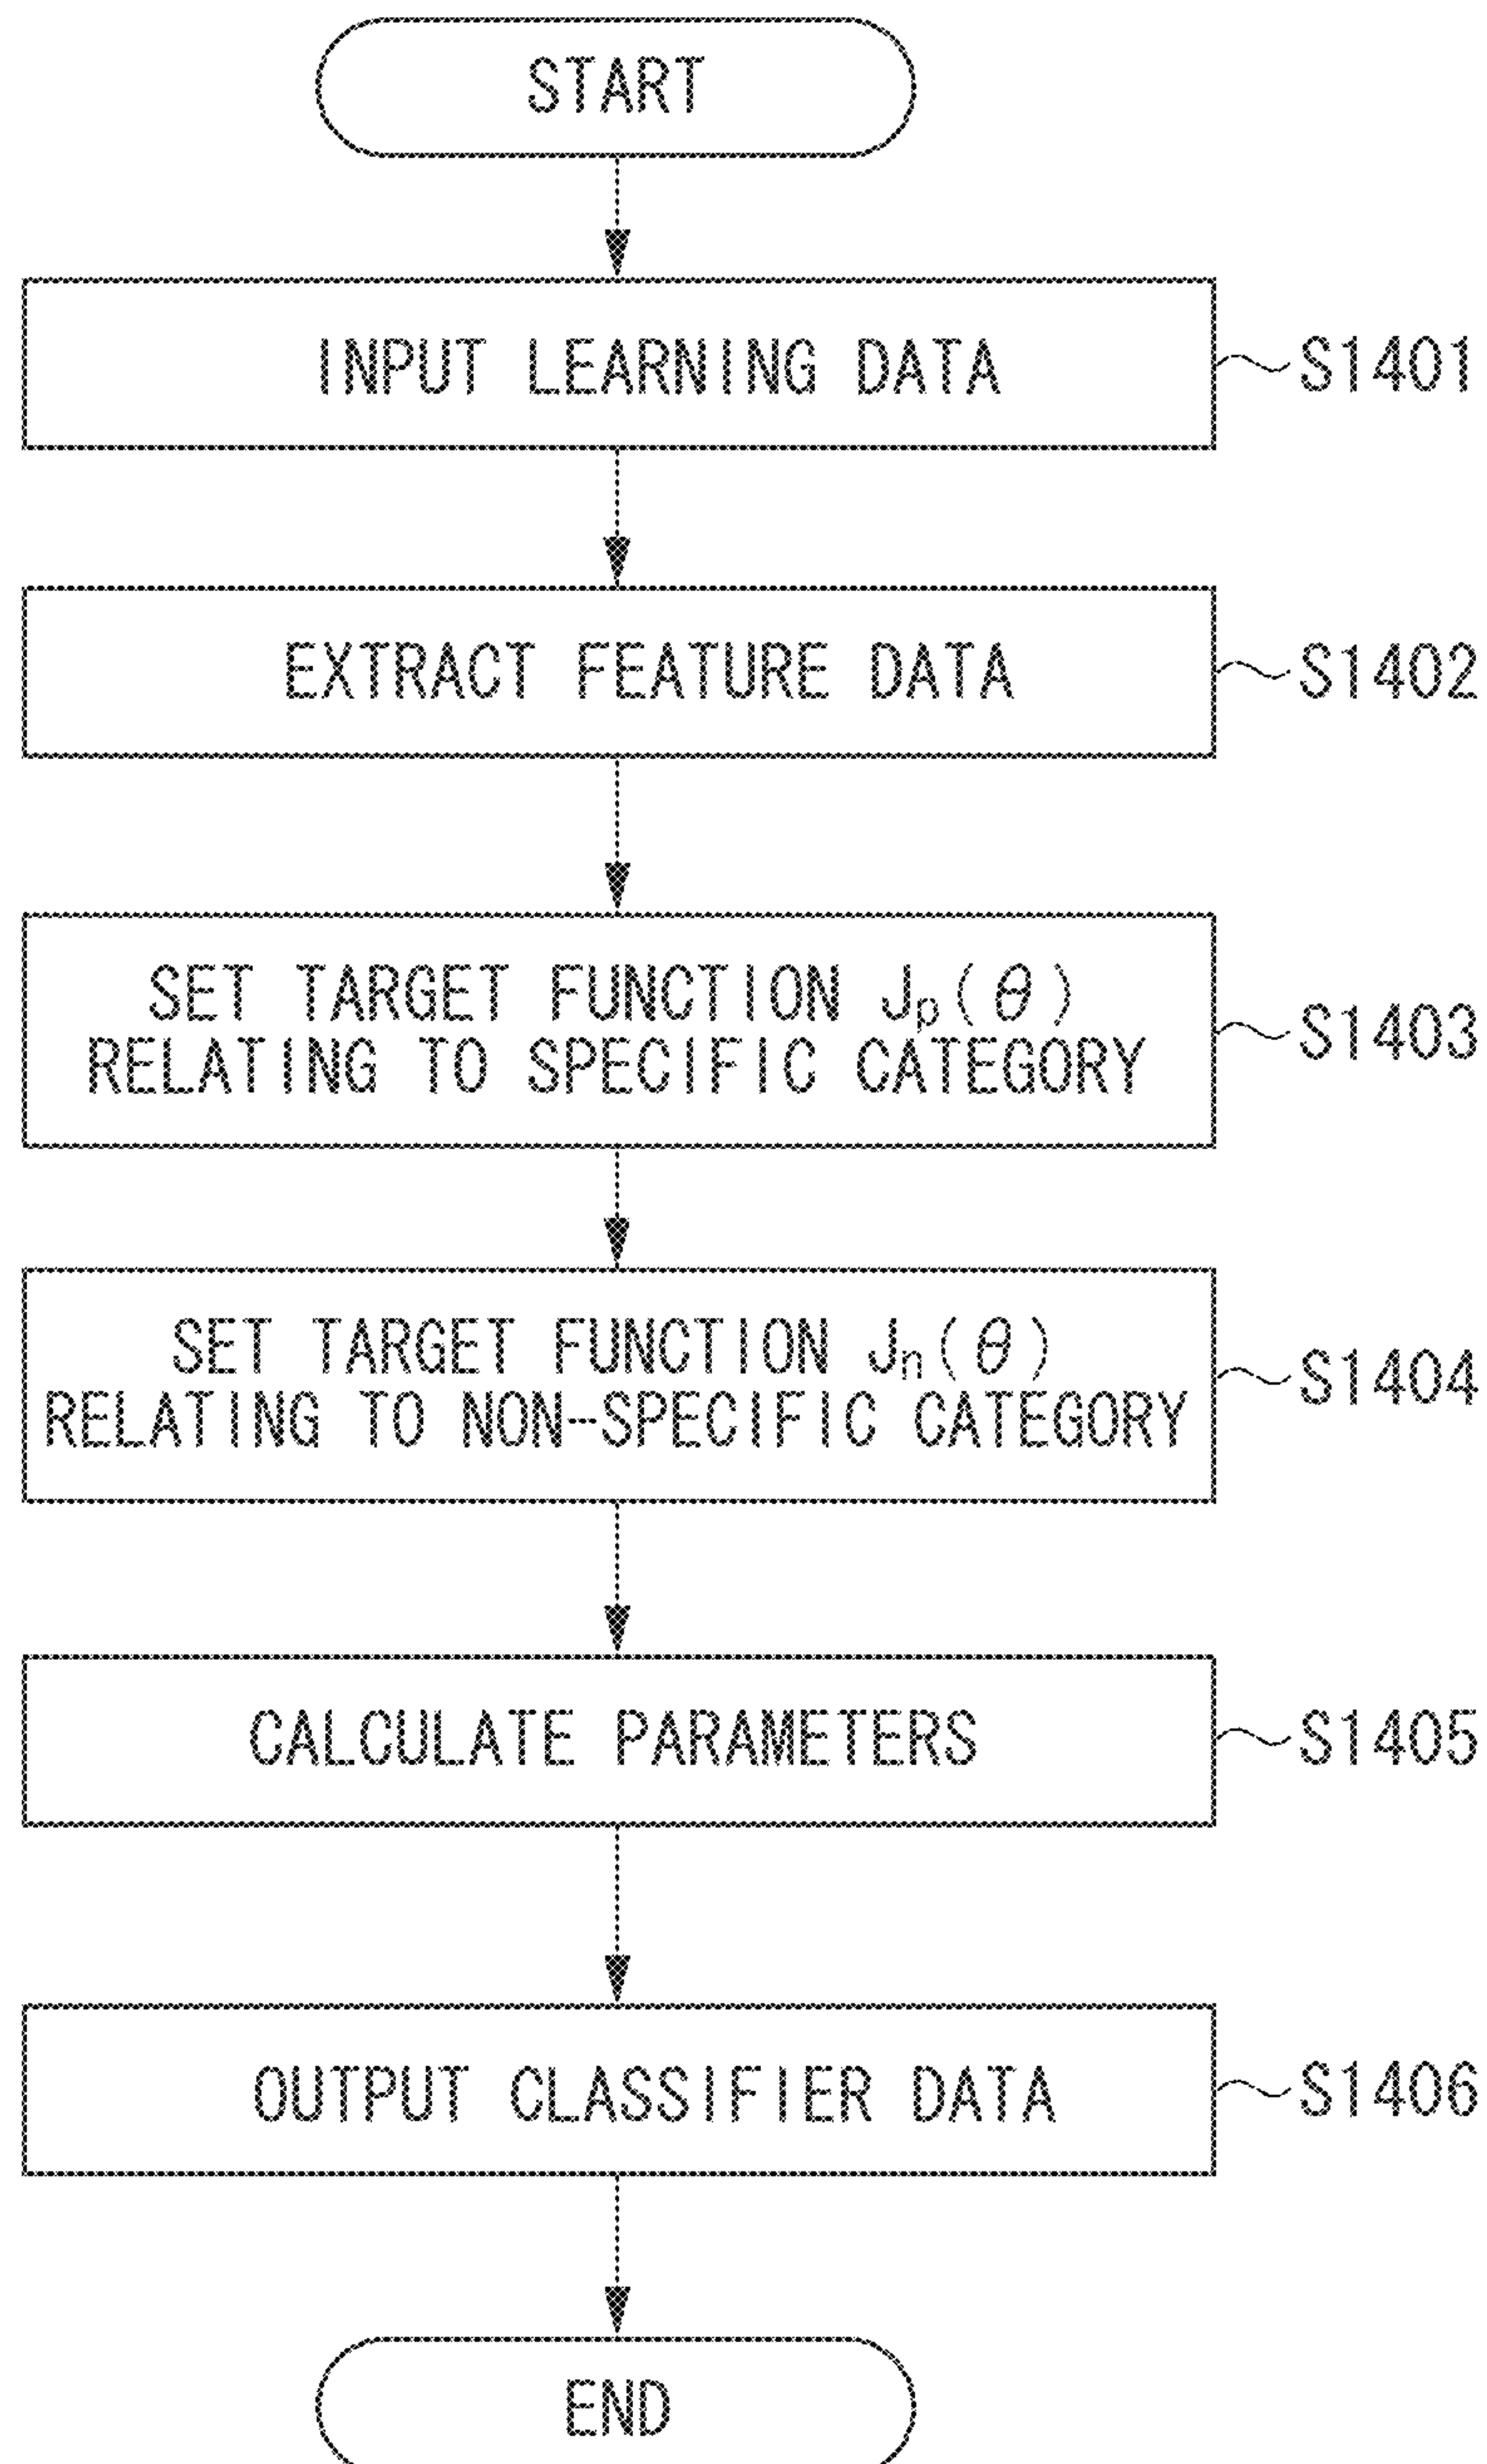 START
INPUT LEARNING DATA
S1401
EXTRACT FEATURE DATA
S1402
SET TARGET FUNCTION Jp(θ)
RELATING TO SPECIFIC CATEGORY
S1403
SET TARGET FUNCTION Jn(θ)
RELATING TO NON-SPECIFIC CATEGORY
S1404
CALCULATE PARAMETERS
S1405
OUTPUT CLASSIFIER DATA
S1406
END